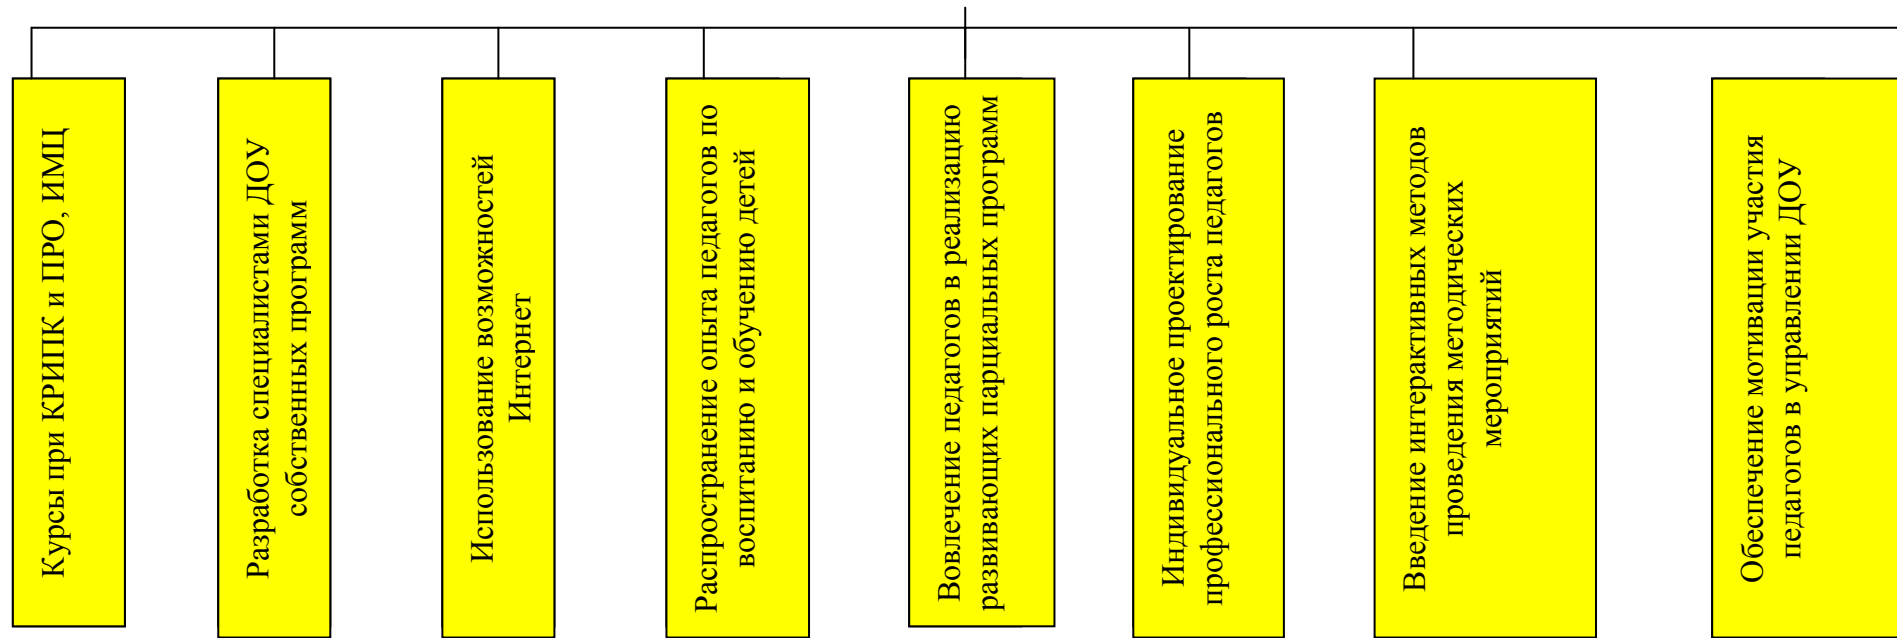 Курсы при КРИПК и ПРО, ИМЦ
Разработка специалистами ДОУ
собственных программ
Использование возможностей
Интернет
Распространение опыта педагогов по
воспитанию и обучению детей
Вовлечение педагогов в реализацию
развивающих парциальных программ
Индивидуальное проектирование
профессионального роста педагогов
Введение интерактивных методов
проведения методических
мероприятий
Обеспечение мотивации участия
педагогов в управлении ДОУ